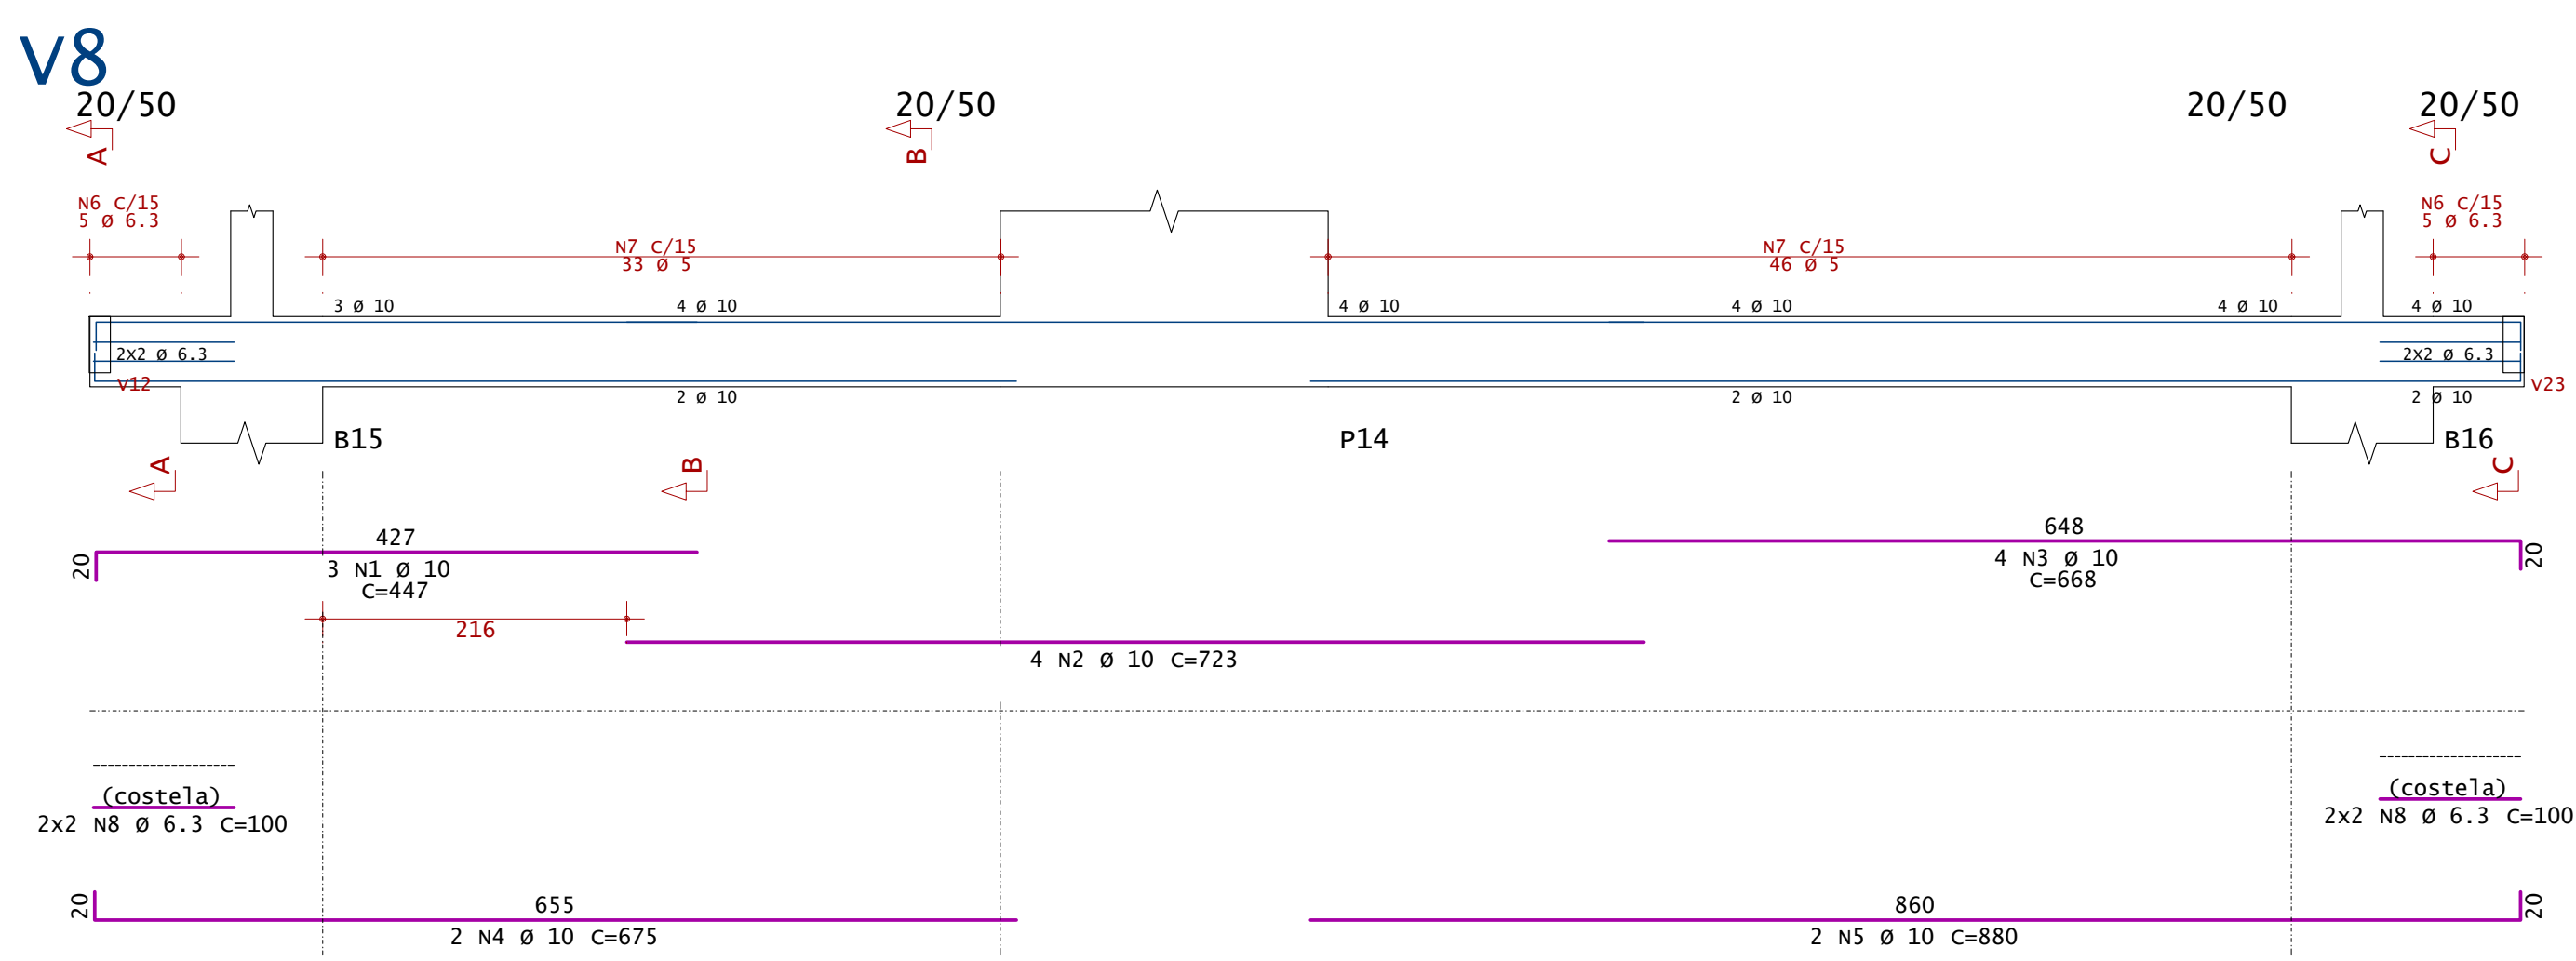 V8
20/50 20/50 20/50 20/50
A B C
N6 C/15
5 Ø 6.3
N7 C/15
33 Ø 5
N7 C/15
46 Ø 5
N6 C/15
5 Ø 6.3
3 Ø 10 4 Ø 10 4 Ø 10 4 Ø 10 4 Ø 10 4 Ø 10
2X2 Ø 6.3 2X2 Ø 6.3
V12 V23
2 Ø 10 2 Ø 10 2 Ø 10
B15 P14 B16
A B C
427
20
3 N1 Ø 10
C=447
648
20
4 N3 Ø 10
C=668
216
4 N2 Ø 10 C=723
(costela)
2x2 N8 Ø 6.3 C=100
(costela)
2x2 N8 Ø 6.3 C=100
20
655
2 N4 Ø 10 C=675
860
20
2 N5 Ø 10 C=880